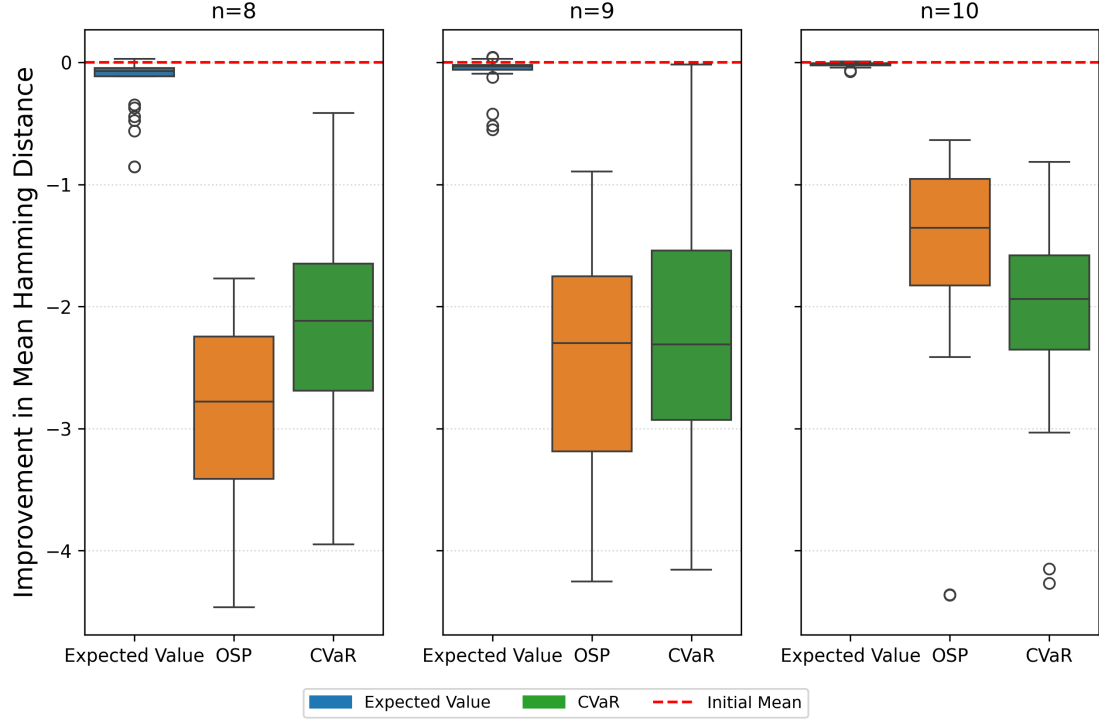 n=8 n=9 n=10
Improvement in Mean Hamming Distance
0
−1
−2
−3
−4
Expected Value OSP CVaR Expected Value OSP CVaR Expected Value OSP CVaR
Expected Value CVaR Initial Mean